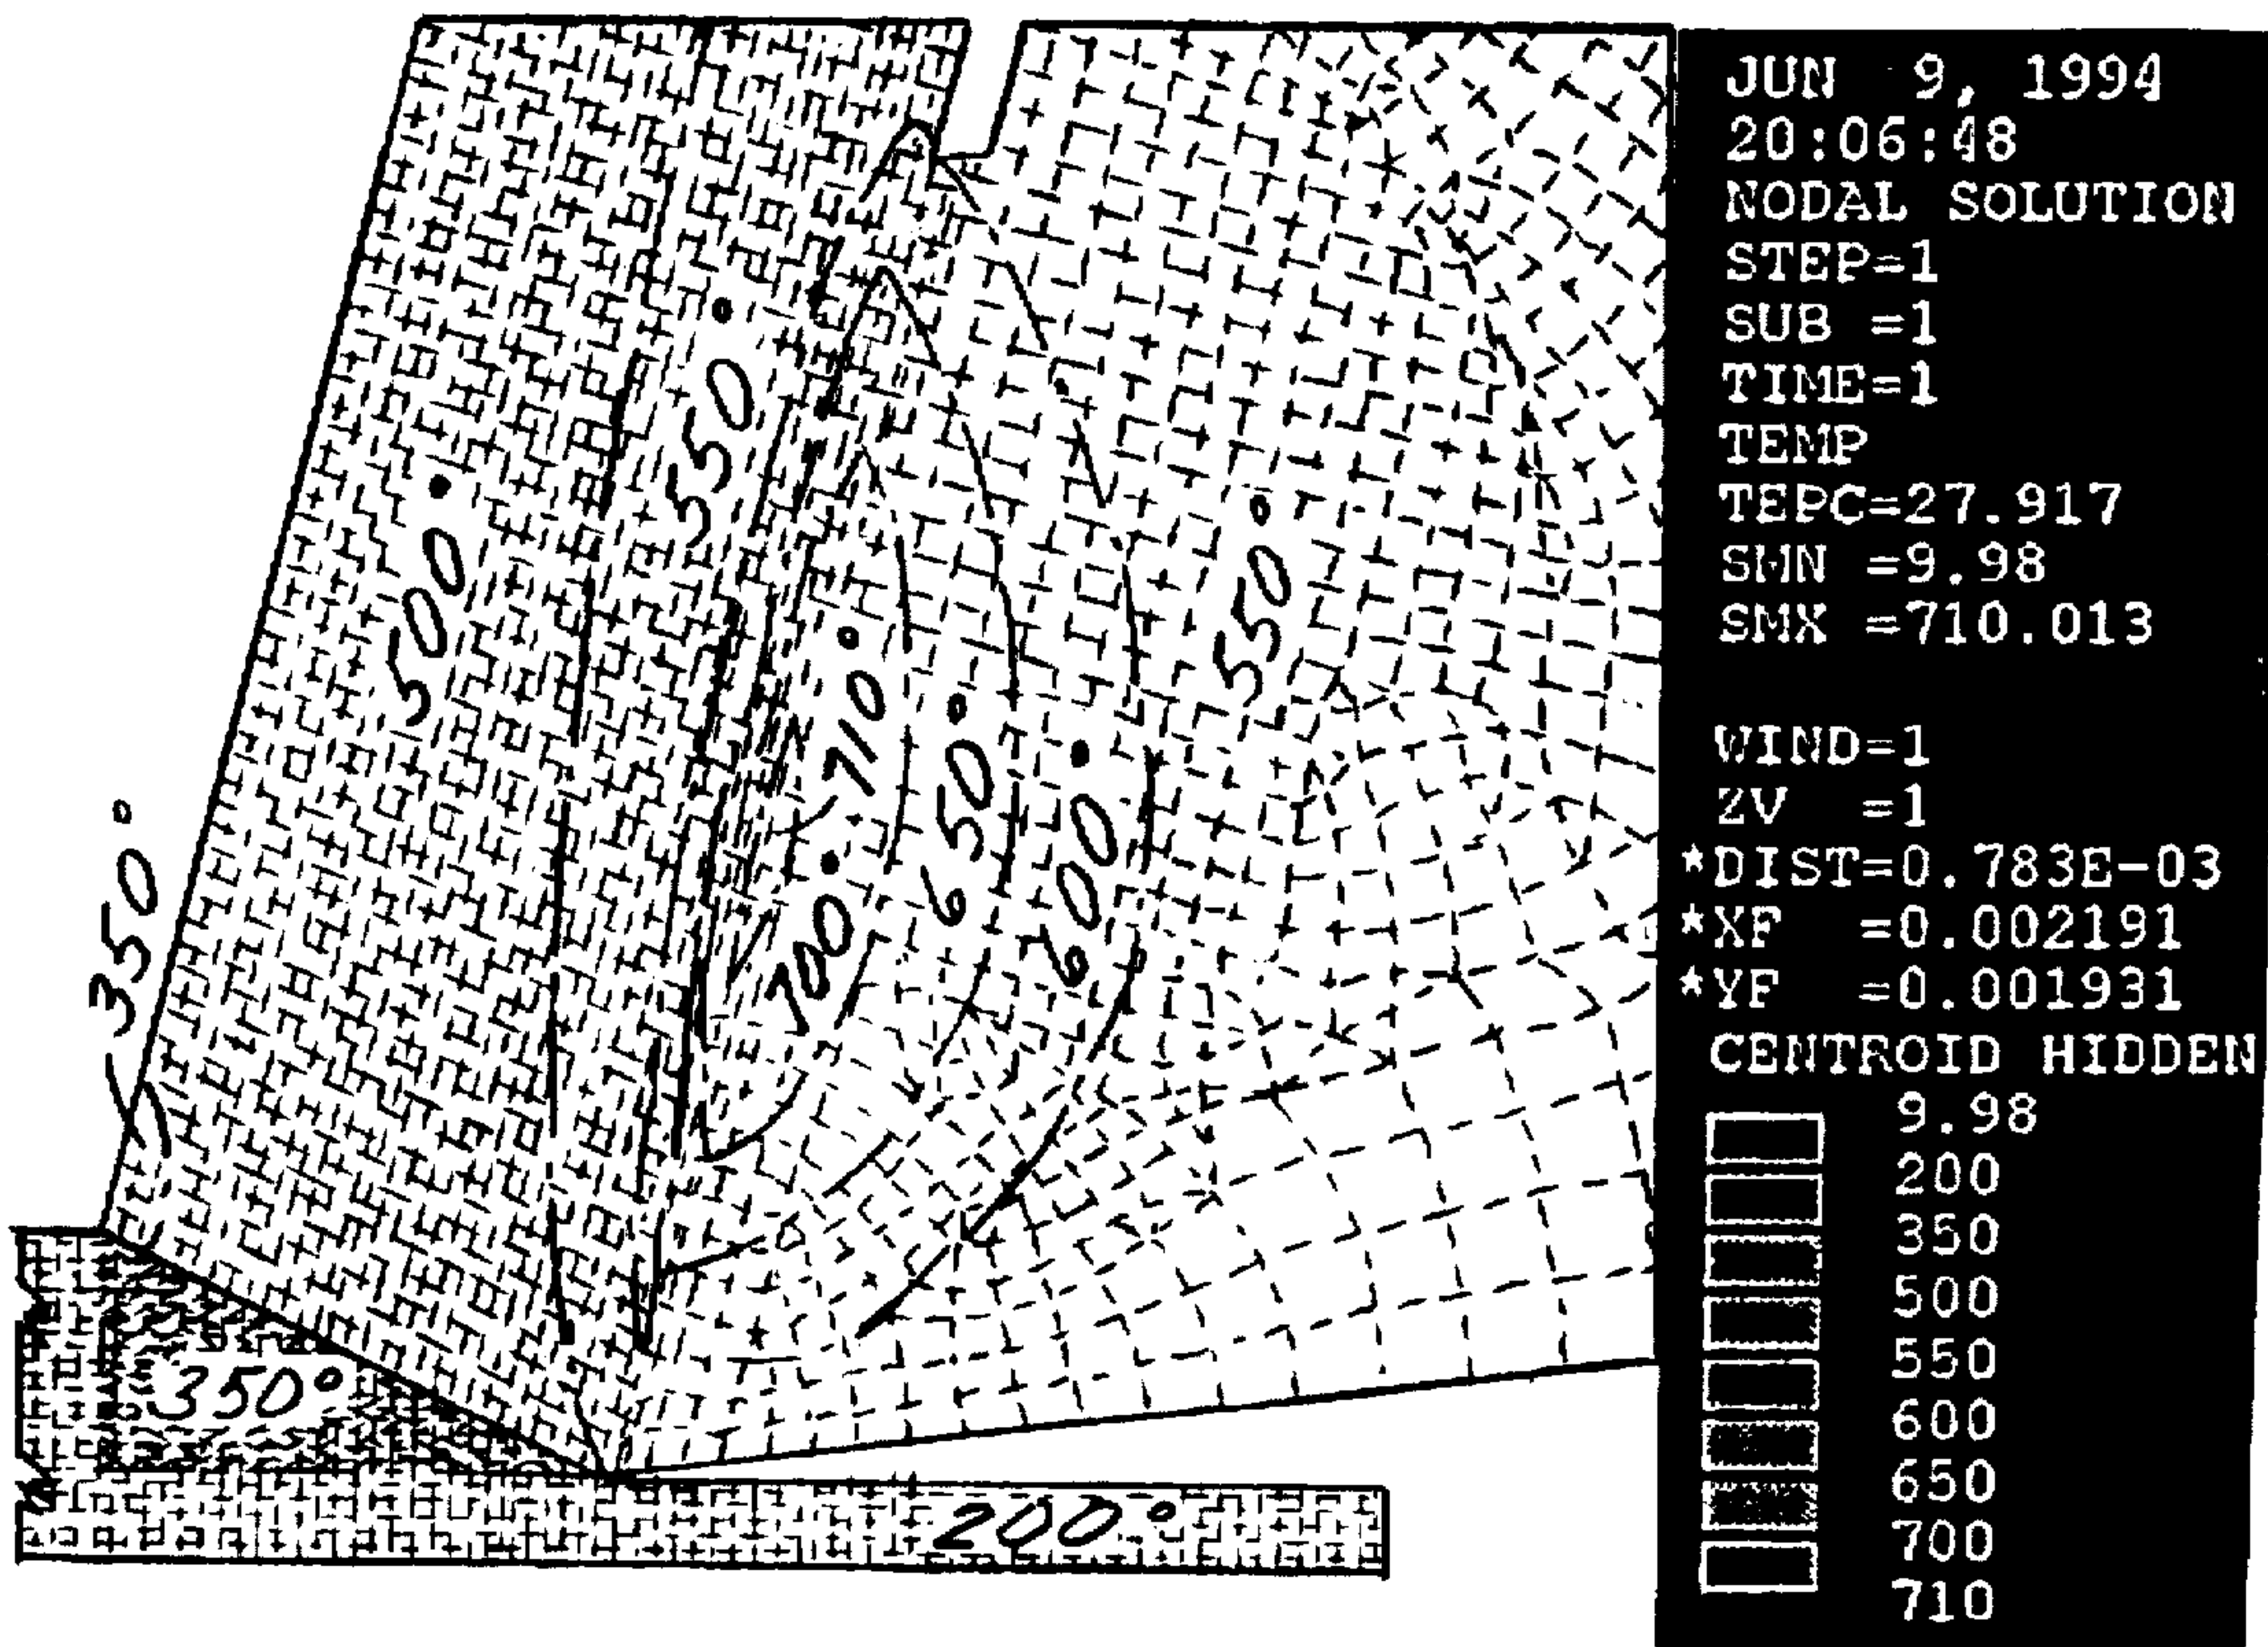 JUN 9, 1994
20:06:48
NODAL SOLUTION
STEP=1
SUB =1
TIME=1
TEMP
TEPC=27.917
SMN =9.98
SMX =710.013
WIND=1
ZV =1
*DIST=0.783E-03
*XF =0.002191
*YF =0.001931
CENTROID HIDDEN
9.98
200
350
500
550
600
650
700
710
350°
500°
550°
710°
700°
650°
600°
550°
350°
200°